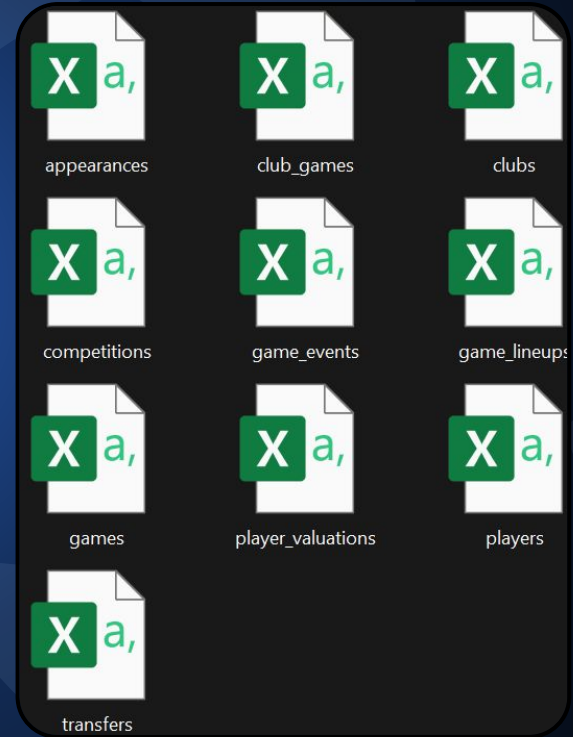 X a, X a, X a,
appearances club_games clubs
X a, X a, X a,
competitions game_events game_lineups
X a, X a, X a,
games player_valuations players
X a,
transfers